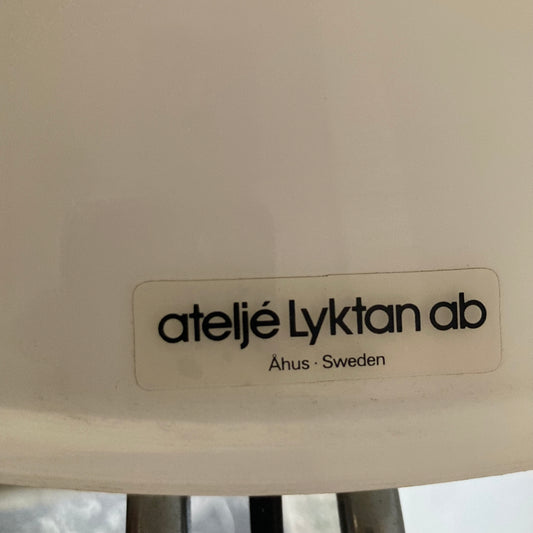 ateljé Lyktan ab
Åhus · Sweden